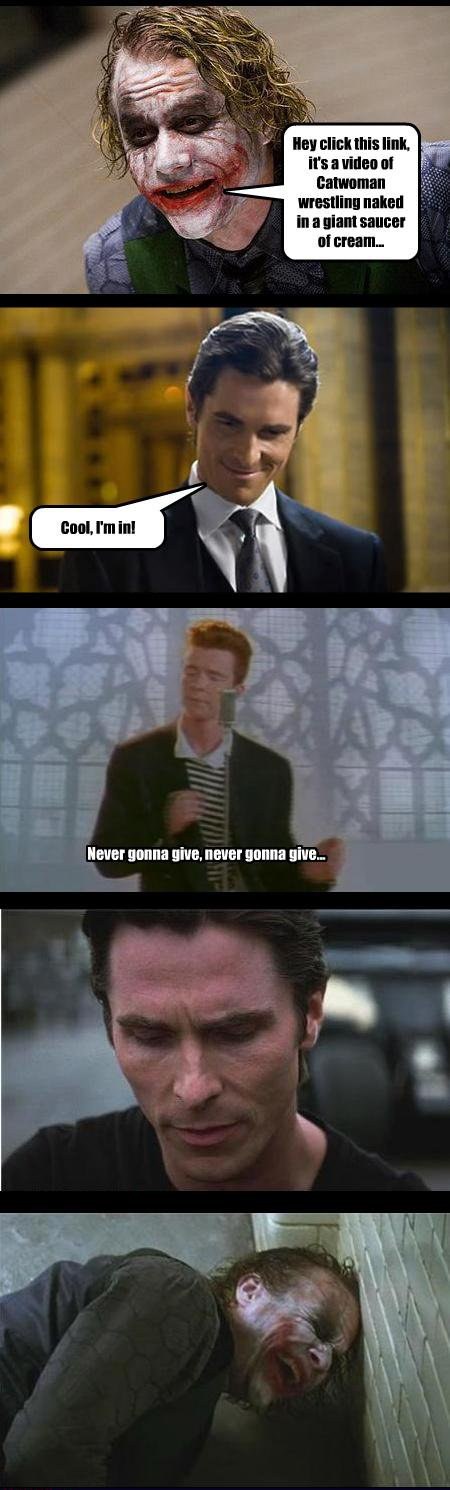 Hey click this link,
it's a video of
Catwoman
wrestling naked
in a giant saucer
of cream...
Cool, I'm in!
Never gonna give, never gonna give...